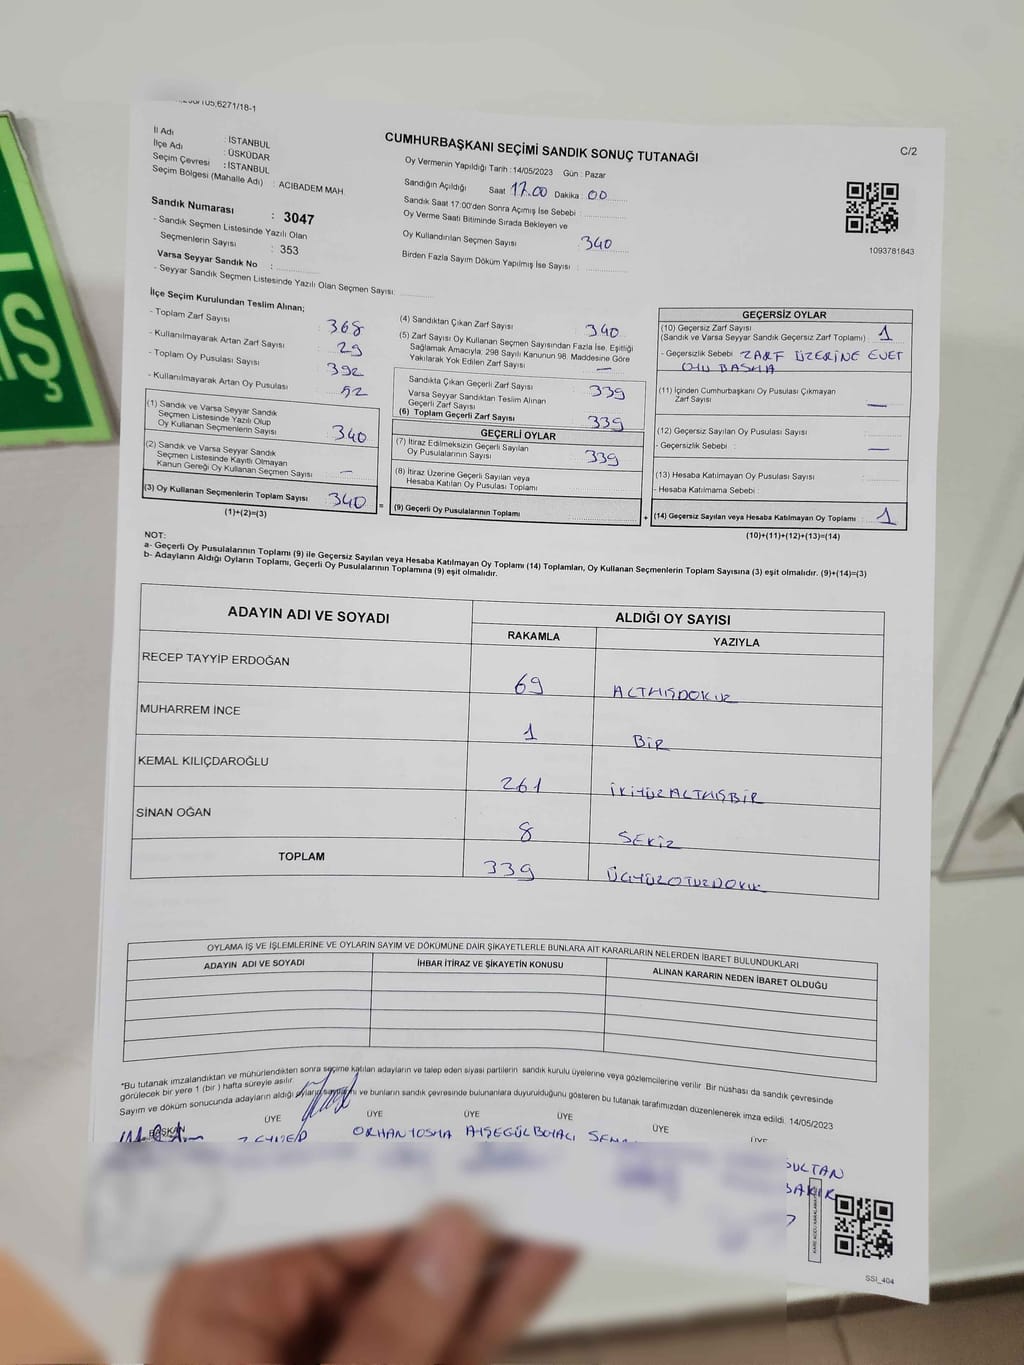 6271/18-1
İl Adı : İSTANBUL
İlçe Adı : ÜSKÜDAR
Seçim Çevresi : İSTANBUL
Seçim Bölgesi (Mahalle Adı) : ACIBADEM MAH.
CUMHURBAŞKANI SEÇİMİ SANDIK SONUÇ TUTANAĞI
C/2
Oy Vermenin Yapıldığı Tarih : 14/05/2023 Gün : Pazar
Sandığın Açıldığı Saat 17.00 Dakika : 00
Sandık Saat 17:00'den Sonra Açımış İse Sebebi :
Oy Verme Saati Bitiminde Sırada Bekleyen ve
Oy Kullandırılan Seçmen Sayısı : 340
Birden Fazla Sayım Döküm Yapılmış İse Sayısı :
1093781843
Sandık Numarası : 3047
- Sandık Seçmen Listesinde Yazılı Olan
Seçmenlerin Sayısı : 353
Varsa Seyyar Sandık No :
- Seyyar Sandık Seçmen Listesinde Yazılı Olan Seçmen Sayısı:
İlçe Seçim Kurulundan Teslim Alınan;
- Toplam Zarf Sayısı : 368
- Kullanılmayarak Artan Zarf Sayısı : 29
- Toplam Oy Pusulası Sayısı : 392
- Kullanılmayarak Artan Oy Pusulası : 52
(1) Sandık ve Varsa Seyyar Sandık
Seçmen Listesinde Yazılı Olup
Oy Kullanan Seçmenlerin Sayısı : 340
(2) Sandık ve Varsa Seyyar Sandık
Seçmen Listesinde Kayıtlı Olmayan
Kanun Gereği Oy Kullanan Seçmen Sayısı : —
(3) Oy Kullanan Seçmenlerin Toplam Sayısı : 340
(1)+(2)=(3)
(4) Sandıktan Çıkan Zarf Sayısı : 340
(5) Zarf Sayısı Oy Kullanan Seçmen Sayısından Fazla İse, Eşitliği
Sağlamak Amacıyla, 298 Sayılı Kanunun 98. Maddesine Göre
Yakılarak Yok Edilen Zarf Sayısı : —
Sandıkta Çıkan Geçerli Zarf Sayısı : 339
Varsa Seyyar Sandıktan Teslim Alınan
Geçerli Zarf Sayısı :
(6) Toplam Geçerli Zarf Sayısı : 339
GEÇERLİ OYLAR
(7) İtiraz Edilmeksizin Geçerli Sayılan
Oy Pusulalarının Sayısı : 339
(8) İtiraz Üzerine Geçerli Sayılan veya
Hesaba Katılan Oy Pusulası Toplamı :
= (9) Geçerli Oy Pusulalarının Toplamı :
GEÇERSİZ OYLAR
(10) Geçersiz Zarf Sayısı
(Sandık ve Varsa Seyyar Sandık Geçersiz Zarf Toplamı) : 1
- Geçersizlik Sebebi : ZARF ÜZERİNE EVET
OYU BASMA
(11) İçinden Cumhurbaşkanı Oy Pusulası Çıkmayan
Zarf Sayısı : —
(12) Geçersiz Sayılan Oy Pusulası Sayısı :
- Geçersizlik Sebebi : —
(13) Hesaba Katılmayan Oy Pusulası Sayısı :
- Hesaba Katılmama Sebebi :
+ (14) Geçersiz Sayılan veya Hesaba Katılmayan Oy Toplamı : 1
(10)+(11)+(12)+(13)=(14)
NOT:
a- Geçerli Oy Pusulalarının Toplamı (9) ile Geçersiz Sayılan veya Hesaba Katılmayan Oy Toplamı (14) Toplamları, Oy Kullanan Seçmenlerin Toplam Sayısına (3) eşit olmalıdır. (9)+(14)=(3)
b- Adayların Aldığı Oyların Toplamı, Geçerli Oy Pusulalarının Toplamına (9) eşit olmalıdır.
ADAYIN ADI VE SOYADI
ALDIĞI OY SAYISI
RAKAMLA YAZIYLA
RECEP TAYYİP ERDOĞAN 69 ALTMIŞDOKUZ
MUHARREM İNCE 1 BİR
KEMAL KILIÇDAROĞLU 261 İKİYÜZALTMIŞBİR
SİNAN OĞAN 8 SEKİZ
TOPLAM 339 ÜÇYÜZOTUZDOKUZ
OYLAMA İŞ VE İŞLEMLERİNE VE OYLARIN SAYIM VE DÖKÜMÜNE DAİR ŞİKAYETLERLE BUNLARA AİT KARARLARIN NELERDEN İBARET BULUNDUKLARI
ADAYIN ADI VE SOYADI İHBAR İTİRAZ VE ŞİKAYETİN KONUSU ALINAN KARARIN NEDEN İBARET OLDUĞU
*Bu tutanak imzalandıktan ve mühürlendikten sonra seçime katılan adayların ve talep eden siyasi partilerin sandık kurulu üyelerine veya gözlemcilerine verilir Bir nüshası da sandık çevresinde
görülecek bir yere 1 (bir) hafta süreyle asılır.
Sayım ve döküm sonucunda adayların aldığı oyların sayısını ve bunların sandık çevresinde bulunanlara duyurulduğunu gösteren bu tutanak tarafımızdan düzenlenerek imza edildi. 14/05/2023
BAŞKAN ÜYE ÜYE ÜYE ÜYE ÜYE ÜYE
ORHAN TOSYA AYŞEGÜL BOYACI
SULTAN
BAKIR
SSI_404